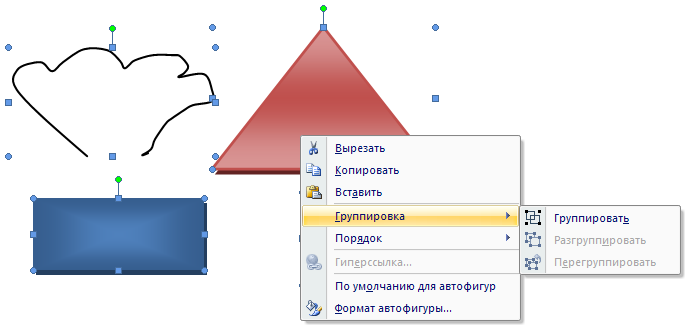 Вырезать
Копировать
Вставить
Группировка
Порядок
Гиперссылка...
По умолчанию для автофигур
Формат автофигуры...
Группировать
Разгруппировать
Перегруппировать